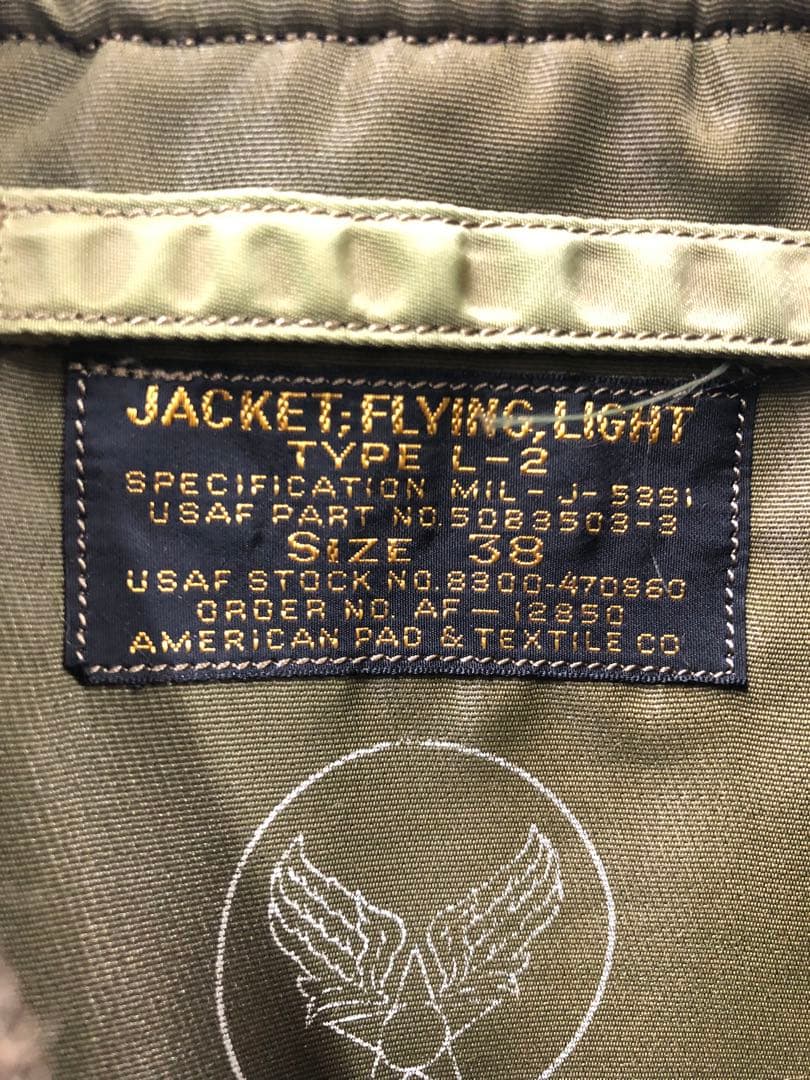 JACKET; FLYING, LIGHT
TYPE L-2
SPECIFICATION MIL-J-5391
USAF PART NO. 5083503-3
SIZE 38
USAF STOCK NO. 8300-470860
ORDER NO. AF-12850
AMERICAN PAD & TEXTILE CO